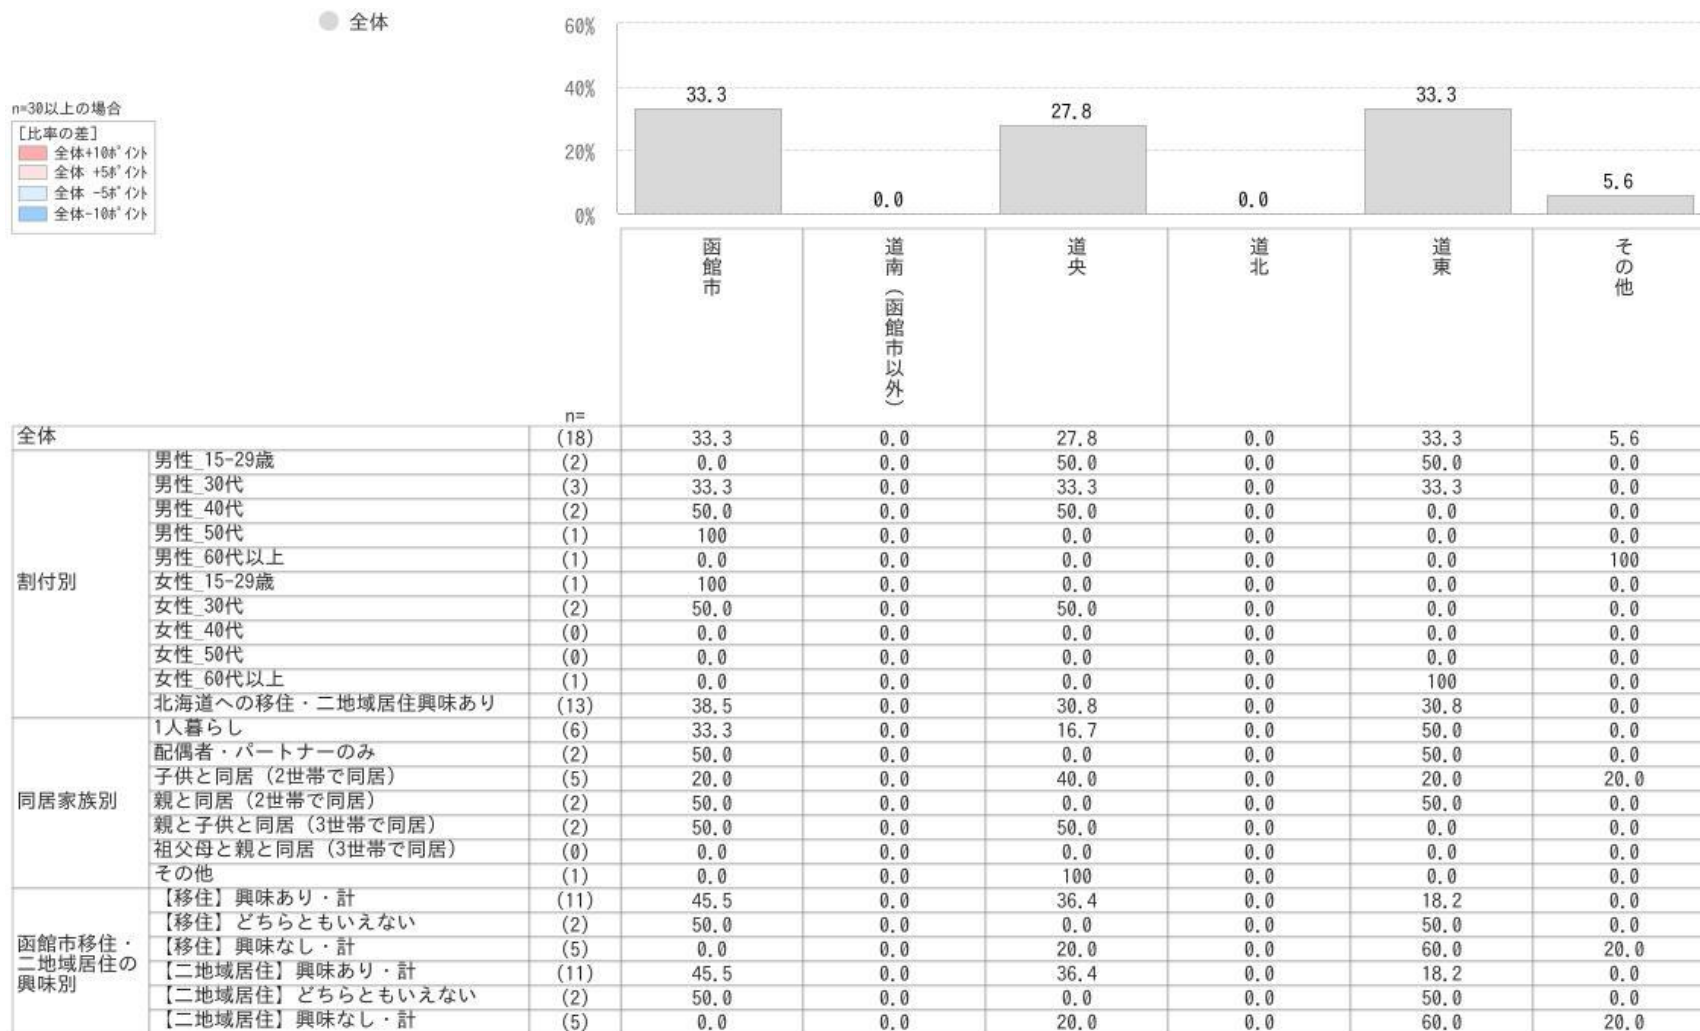 全体
60%
40%
20%
0%
33.3
0.0
27.8
0.0
33.3
5.6
n=30以上の場合
[比率の差]
全体+10ポイント
全体 +5ポイント
全体 -5ポイント
全体-10ポイント
函館市
道南（函館市以外）
道央
道北
道東
その他
n=
全体 (18) 33.3 0.0 27.8 0.0 33.3 5.6
割付別
男性_15-29歳 (2) 0.0 0.0 50.0 0.0 50.0 0.0
男性_30代 (3) 33.3 0.0 33.3 0.0 33.3 0.0
男性_40代 (2) 50.0 0.0 50.0 0.0 0.0 0.0
男性_50代 (1) 100 0.0 0.0 0.0 0.0 0.0
男性_60代以上 (1) 0.0 0.0 0.0 0.0 0.0 100
女性_15-29歳 (1) 100 0.0 0.0 0.0 0.0 0.0
女性_30代 (2) 50.0 0.0 50.0 0.0 0.0 0.0
女性_40代 (0) 0.0 0.0 0.0 0.0 0.0 0.0
女性_50代 (0) 0.0 0.0 0.0 0.0 0.0 0.0
女性_60代以上 (1) 0.0 0.0 0.0 0.0 100 0.0
北海道への移住・二地域居住興味あり (13) 38.5 0.0 30.8 0.0 30.8 0.0
同居家族別
1人暮らし (6) 33.3 0.0 16.7 0.0 50.0 0.0
配偶者・パートナーのみ (2) 50.0 0.0 0.0 0.0 50.0 0.0
子供と同居（2世帯で同居） (5) 20.0 0.0 40.0 0.0 20.0 20.0
親と同居（2世帯で同居） (2) 50.0 0.0 0.0 0.0 50.0 0.0
親と子供と同居（3世帯で同居） (2) 50.0 0.0 50.0 0.0 0.0 0.0
祖父母と親と同居（3世帯で同居） (0) 0.0 0.0 0.0 0.0 0.0 0.0
その他 (1) 0.0 0.0 100 0.0 0.0 0.0
函館市移住・
二地域居住の
興味別
【移住】興味あり・計 (11) 45.5 0.0 36.4 0.0 18.2 0.0
【移住】どちらともいえない (2) 50.0 0.0 0.0 0.0 50.0 0.0
【移住】興味なし・計 (5) 0.0 0.0 20.0 0.0 60.0 20.0
【二地域居住】興味あり・計 (11) 45.5 0.0 36.4 0.0 18.2 0.0
【二地域居住】どちらともいえない (2) 50.0 0.0 0.0 0.0 50.0 0.0
【二地域居住】興味なし・計 (5) 0.0 0.0 20.0 0.0 60.0 20.0